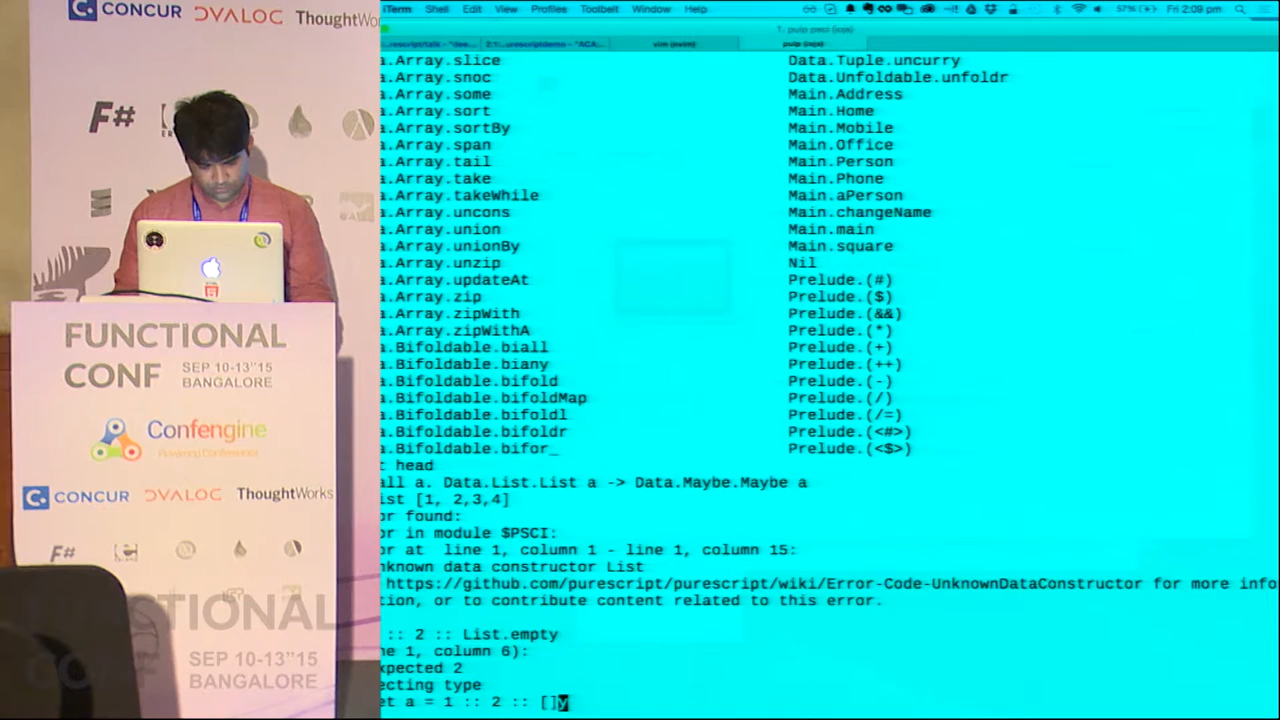 CONCUR DVALOC ThoughtWorks
F#
FUNCTIONAL
CONF SEP 10-13"15
BANGALORE
Confengine
CONCUR DVALOC ThoughtWorks
F#
FUNCTIONAL
CONF SEP 10-13"15
BANGALORE
iTerm Shell Edit View Profiles Toolbelt Window Help 57% Fri 2:09 pm
1. pulp psci (ioja)
vim (nvim)
a.Array.slice Data.Tuple.uncurry
a.Array.snoc Data.Unfoldable.unfoldr
a.Array.some Main.Address
a.Array.sort Main.Home
a.Array.sortBy Main.Mobile
a.Array.span Main.Office
a.Array.tail Main.Person
a.Array.take Main.Phone
a.Array.takeWhile Main.aPerson
a.Array.uncons Main.changeName
a.Array.union Main.main
a.Array.unionBy Main.square
a.Array.unzip Nil
a.Array.updateAt Prelude.(#)
a.Array.zip Prelude.($)
a.Array.zipWith Prelude.(&&)
a.Array.zipWithA Prelude.(*)
a.Bifoldable.biall Prelude.(+)
a.Bifoldable.biany Prelude.(++)
a.Bifoldable.bifold Prelude.(-)
a.Bifoldable.bifoldMap Prelude.(/)
a.Bifoldable.bifoldl Prelude.(/=)
a.Bifoldable.bifoldr Prelude.(<#>)
a.Bifoldable.bifor_ Prelude.(<$>)
t head
all a. Data.List.List a -> Data.Maybe.Maybe a
ist [1, 2,3,4]
or found:
or in module $PSCI:
or at line 1, column 1 - line 1, column 15:
nknown data constructor List
https://github.com/purescript/purescript/wiki/Error-Code-UnknownDataConstructor for more info
tion, or to contribute content related to this error.
:: 2 :: List.empty
ne 1, column 6):
xpected 2
ecting type
et a = 1 :: 2 :: []y